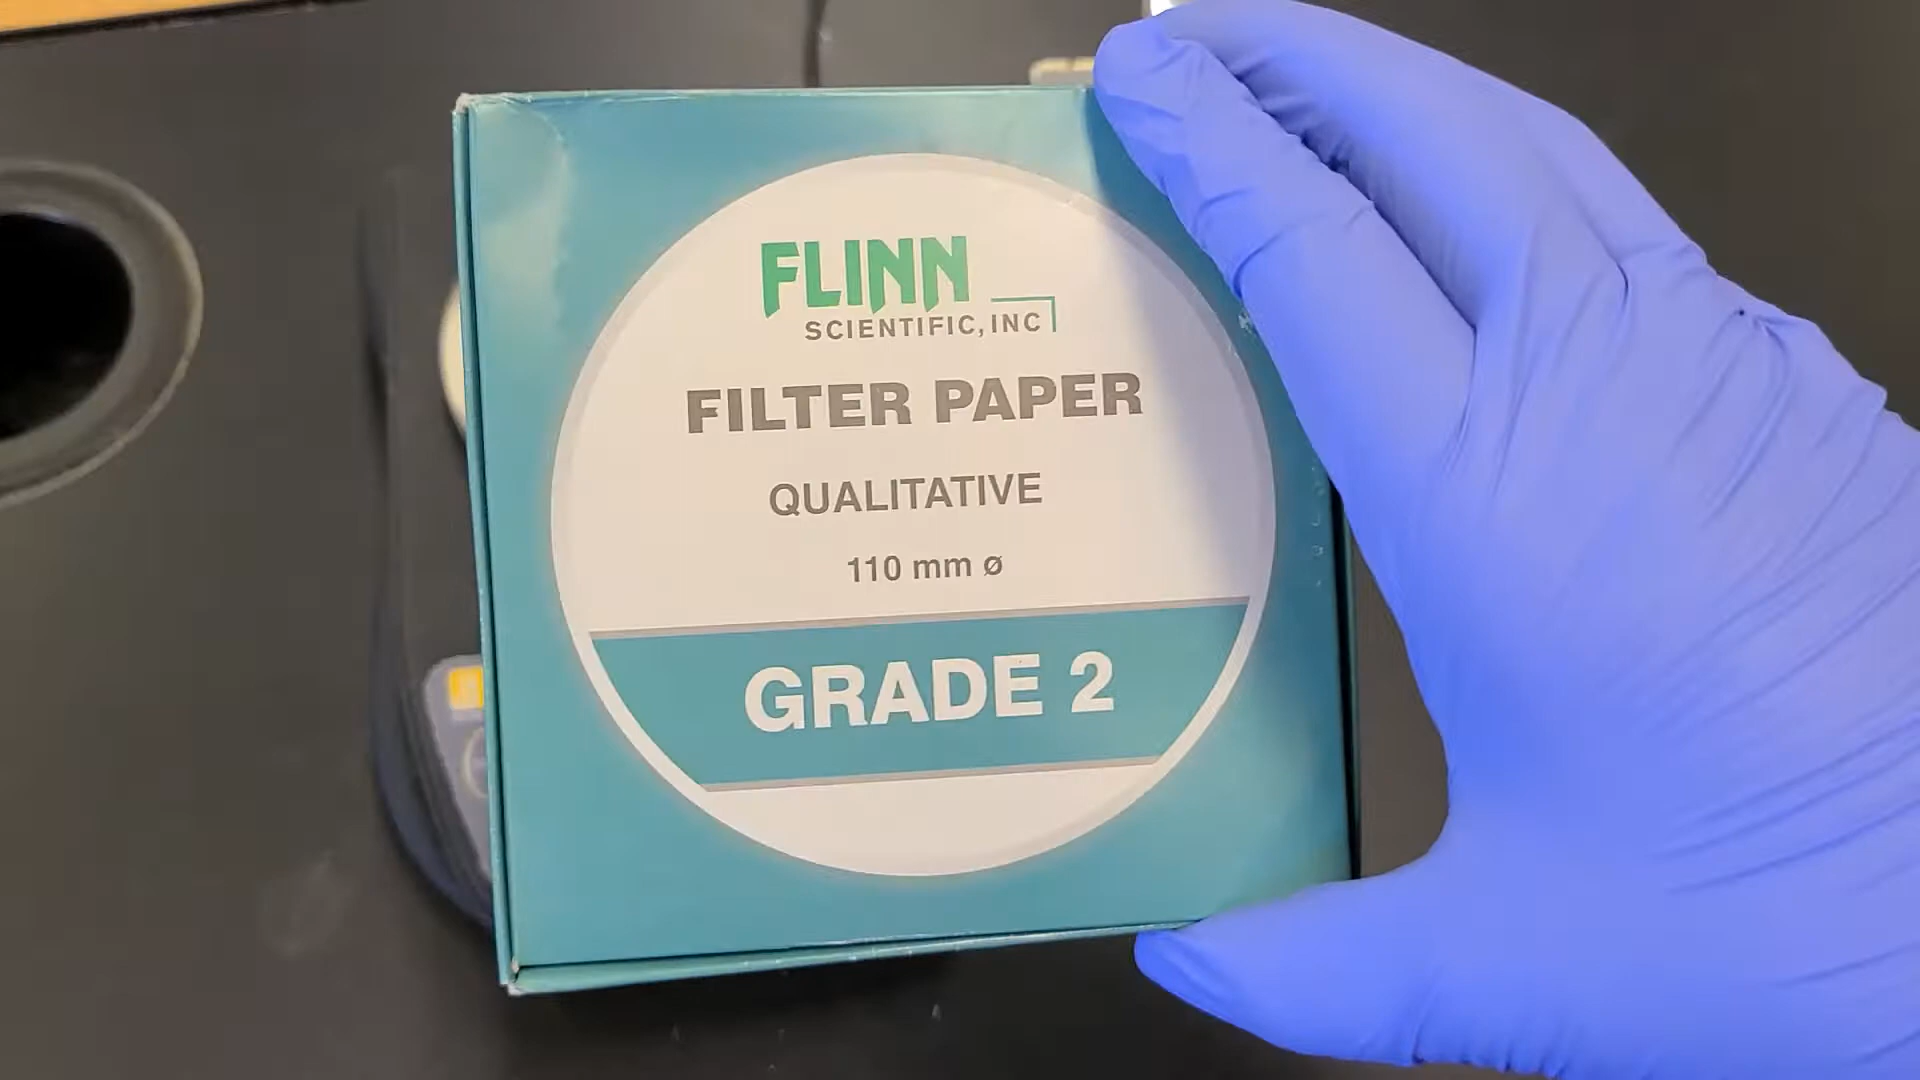 FLINN
SCIENTIFIC, INC
FILTER PAPER
QUALITATIVE
110 mm ø
GRADE 2